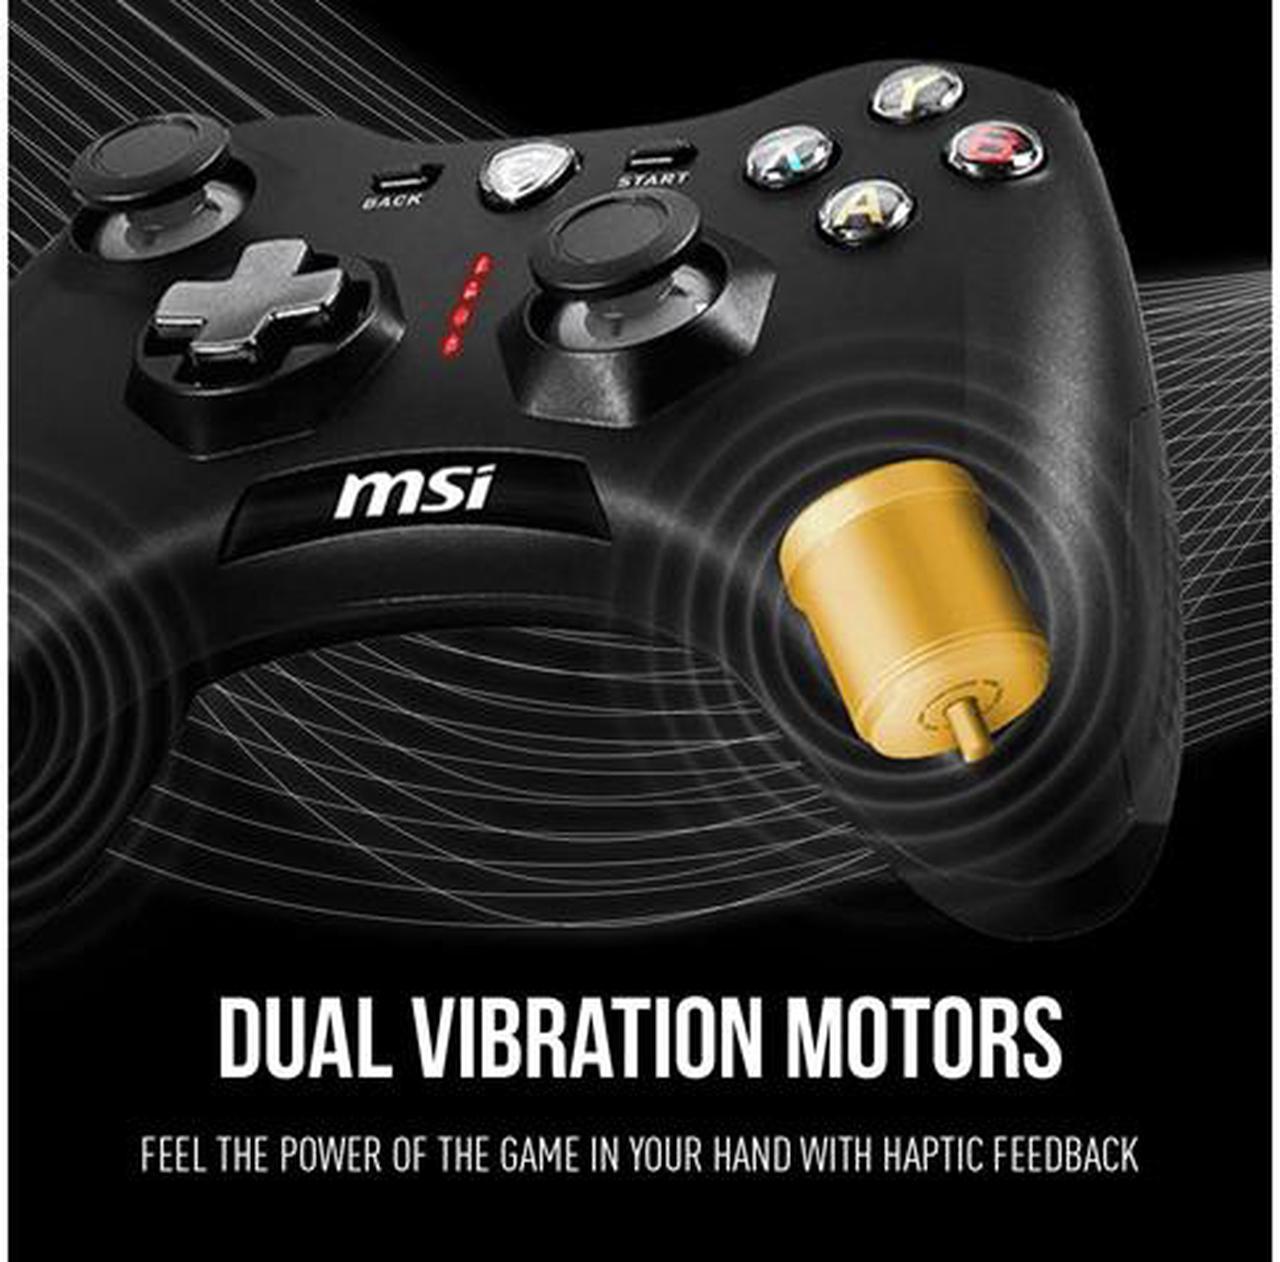 Y
X
B
A
BACK
START
msi
DUAL VIBRATION MOTORS
FEEL THE POWER OF THE GAME IN YOUR HAND WITH HAPTIC FEEDBACK